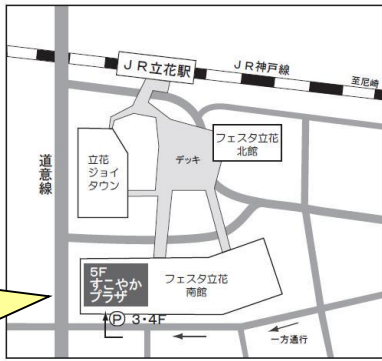 JR立花駅
JR神戸線
至尼崎
道意線
立花
ジョイ
タウン
デッキ
フェスタ立花
北館
5F
すこやか
プラザ
フェスタ立花
南館
Ⓟ 3・4F
一方通行